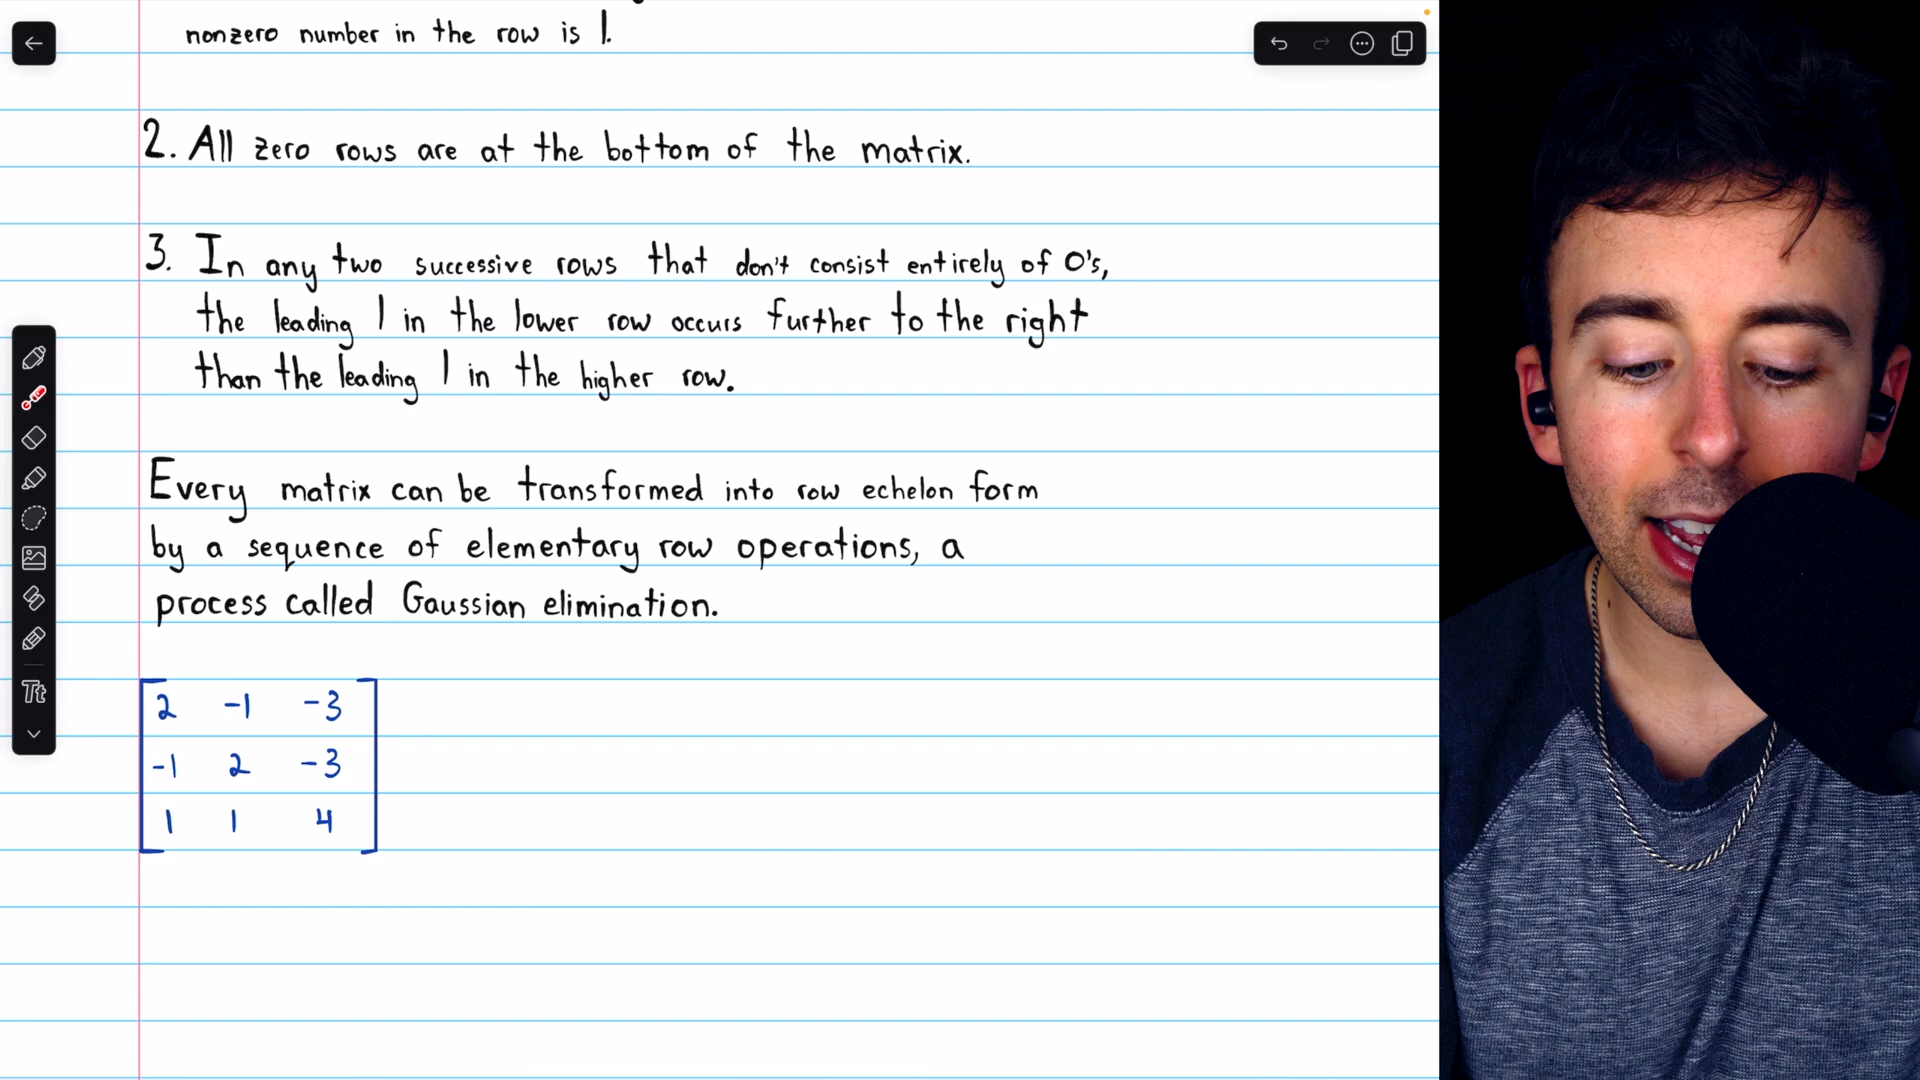 nonzero number in the row is 1.
2. All zero rows are at the bottom of the matrix.
3. In any two successive rows that don't consist entirely of 0's,
the leading 1 in the lower row occurs further to the right
than the leading 1 in the higher row.
Every matrix can be transformed into row echelon form
by a sequence of elementary row operations, a
process called Gaussian elimination.
2 -1 -3
-1 2 -3
1 1 4
Tt